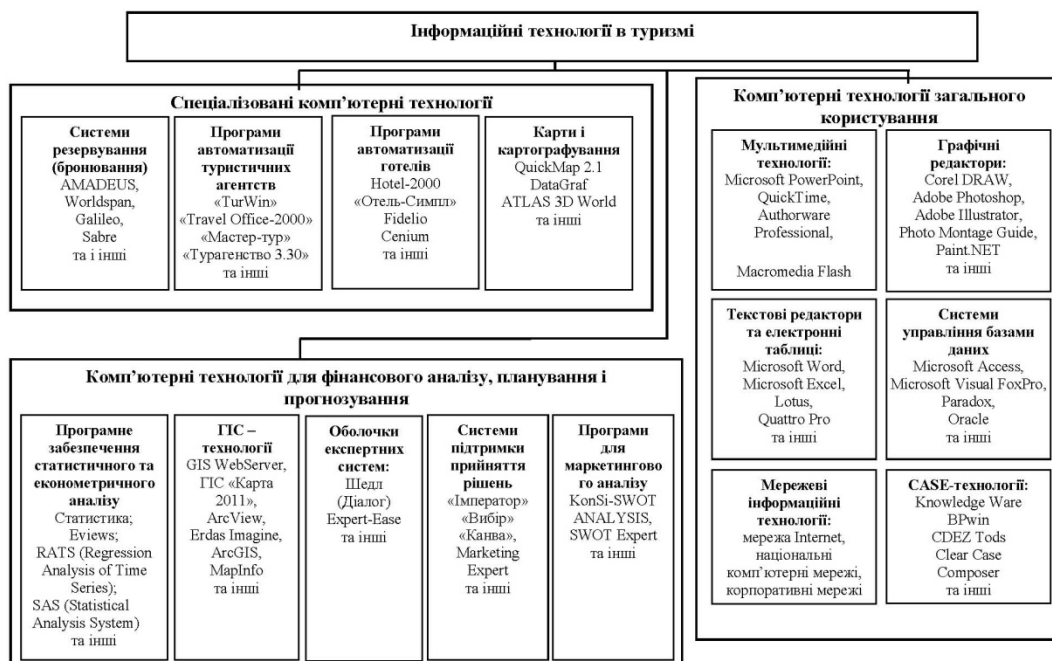 Інформаційні технології в туризмі
Спеціалізовані комп’ютерні технології
Системи
резервування
(бронювання)
AMADEUS,
Worldspan,
Galileo,
Sabre
та і інші
Програми
автоматизації
туристичних
агентств
«TurWin»
«Travel Office-2000»
«Мастер-тур»
«Турагенство 3.30»
та інші
Програми
автоматизації
готелів
Hotel-2000
«Отель-Симпл»
Fidelio
Cenium
та інші
Карти і
картографування
QuickMap 2.1
DataGraf
ATLAS 3D World
та інші
Комп’ютерні технології загального
користування
Мультимедійні
технології:
Microsoft PowerPoint,
QuickTime,
Authorware
Professional,
Macromedia Flash
Графічні
редактори:
Corel DRAW,
Adobe Photoshop,
Adobe Illustrator,
Photo Montage Guide,
Paint.NET
та інші
Текстові редактори
та електронні
таблиці:
Microsoft Word,
Microsoft Excel,
Lotus,
Quattro Pro
та інші
Системи
управління базами
даних
Microsoft Access,
Microsoft Visual FoxPro,
Paradox,
Oracle
та інші
Мережеві
інформаційні
технології:
мережа Internet,
національні
комп’ютерні мережі,
корпоративні мережі
CASE-технології:
Knowledge Ware
BPwin
CDEZ Tods
Clear Case
Composer
та інші
Комп’ютерні технології для фінансового аналізу, планування і
прогнозування
Програмне
забезпечення
статистичного та
економетричного
аналізу
Статистика;
Eviews;
RATS (Regression
Analysis of Time
Series);
SAS (Statistical
Analysis System)
та інші
ГІС –
технології
GIS WebServer,
ГІС «Карта
2011»,
ArcView,
Erdas Imagine,
ArcGIS,
MapInfo
та інші
Оболочки
експертних
систем:
Шедл
(Діалог)
Expert-Ease
та інші
Системи
підтримки
прийняття
рішень
«Імператор»
«Вибір»
«Канва»,
Marketing
Expert
та інші
Програми для
маркетингово
го аналізу
KonSi-SWOT
ANALYSIS,
SWOT Expert
та інші